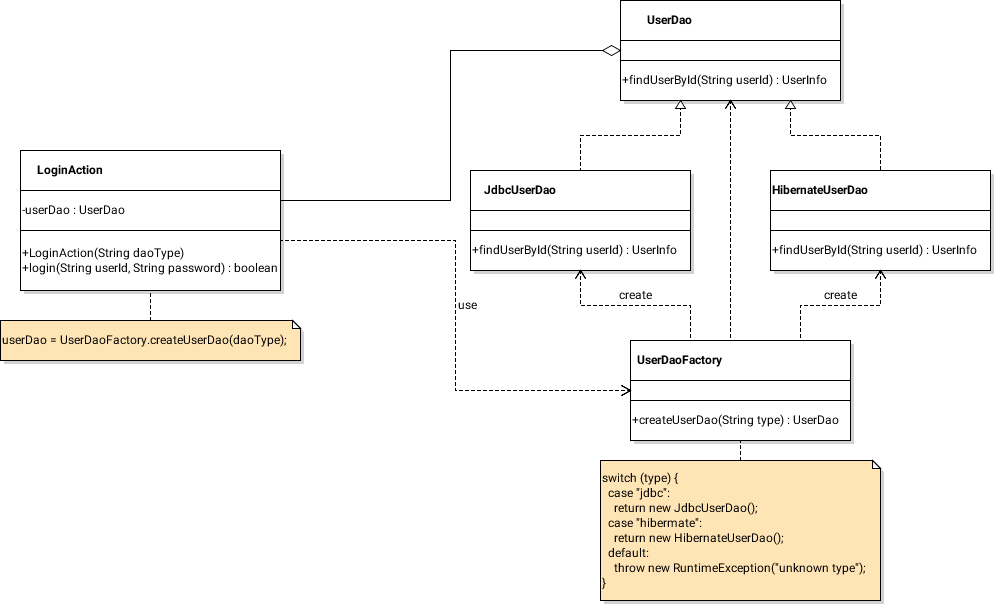 UserDao
+findUserById(String userId) : UserInfo
LoginAction
-userDao : UserDao
+LoginAction(String daoType)
+login(String userId, String password) : boolean
userDao = UserDaoFactory.createUserDao(daoType);
JdbcUserDao
+findUserById(String userId) : UserInfo
HibernateUserDao
+findUserById(String userId) : UserInfo
create
create
use
UserDaoFactory
+createUserDao(String type) : UserDao
switch (type) {
case "jdbc":
return new JdbcUserDao();
case "hibermate":
return new HibernateUserDao();
default:
throw new RuntimeException("unknown type");
}